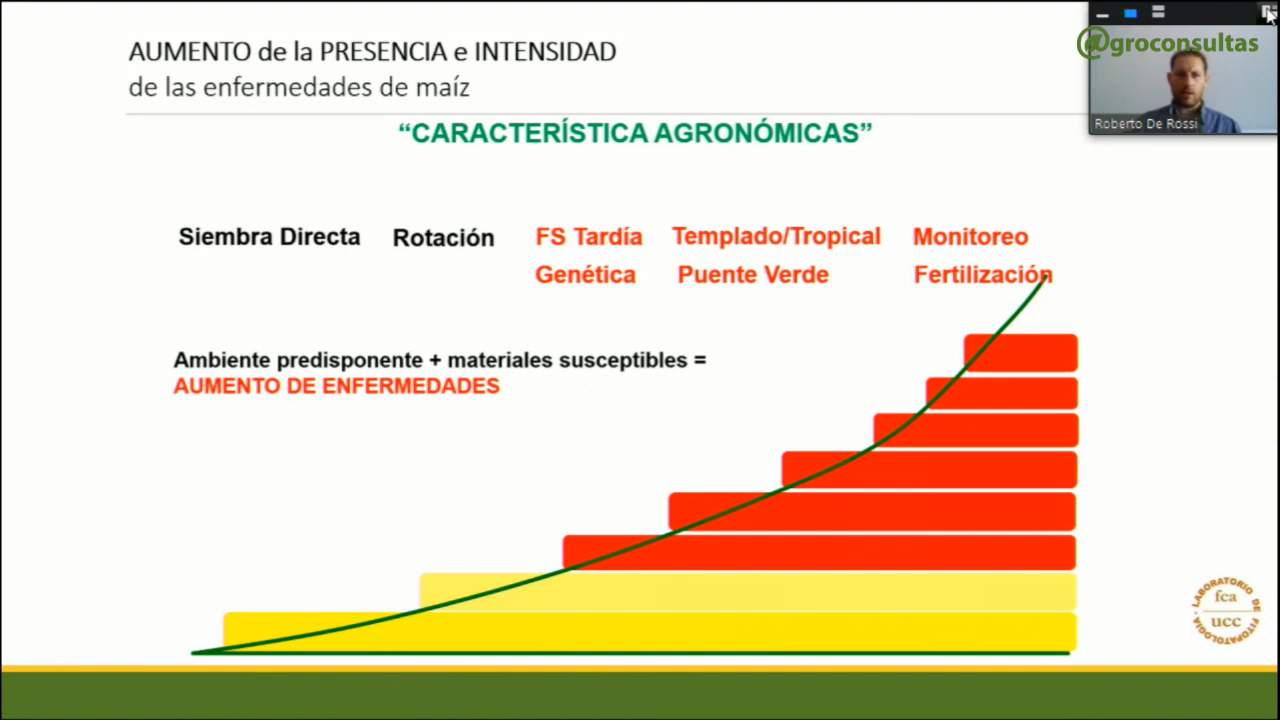 AUMENTO de la PRESENCIA e INTENSIDAD
de las enfermedades de maíz
@groconsultas
Roberto De Rossi
“CARACTERÍSTICA AGRONÓMICAS”
Siembra Directa
Rotación
FS Tardía
Genética
Templado/Tropical
Puente Verde
Monitoreo
Fertilización
Ambiente predisponente + materiales susceptibles =
AUMENTO DE ENFERMEDADES
LABORATORIO DE FITOPATOLOGIA
fca
ucc